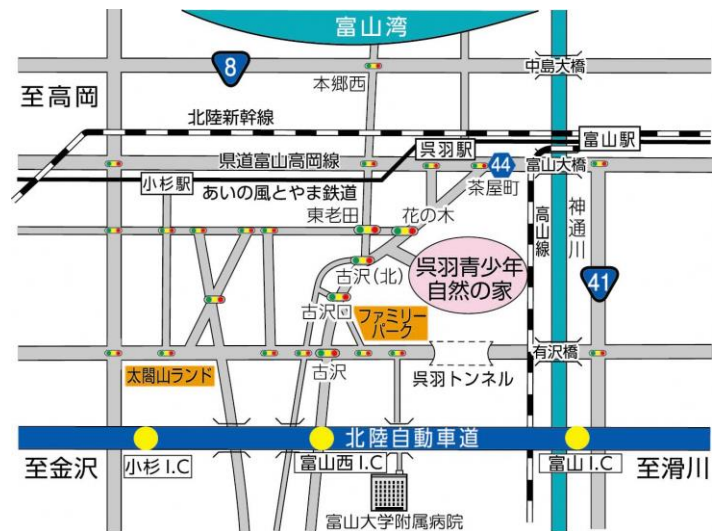 富山湾
8
中島大橋
至高岡
本郷西
北陸新幹線
呉羽駅
富山駅
県道富山高岡線
44
富山大橋
小杉駅
あいの風とやま鉄道
茶屋町
東老田
花の木
高山線
神通川
古沢(北)
呉羽青少年
自然の家
41
古沢口
ファミリー
パーク
太閤山ランド
古沢
呉羽トンネル
有沢橋
北陸自動車道
至金沢
小杉 I.C
富山西 I.C
富山 I.C
至滑川
富山大学附属病院